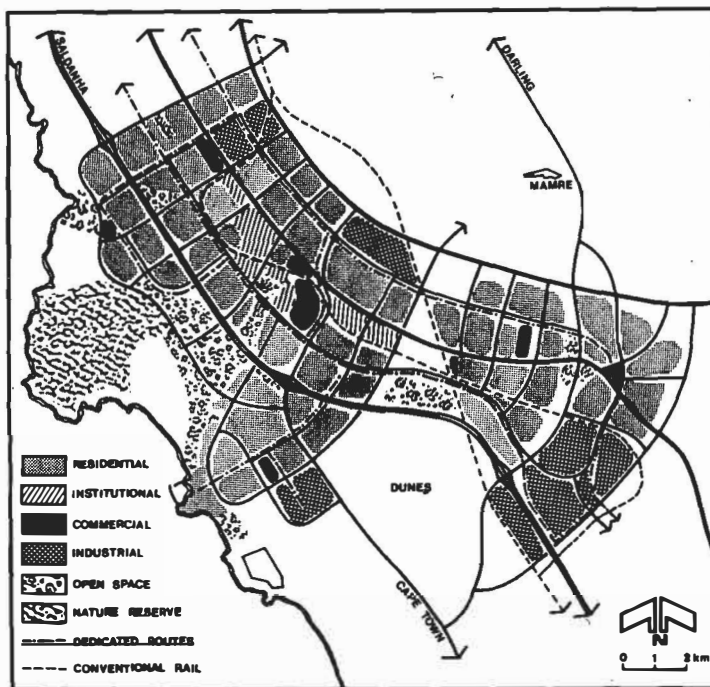 SALDANHA
DARLING
MAMRE
RESIDENTIAL
INSTITUTIONAL
COMMERCIAL
INDUSTRIAL
OPEN SPACE
NATURE RESERVE
DEDICATED ROUTES
CONVENTIONAL RAIL
DUNES
CAPE TOWN
N
0 1 2 km